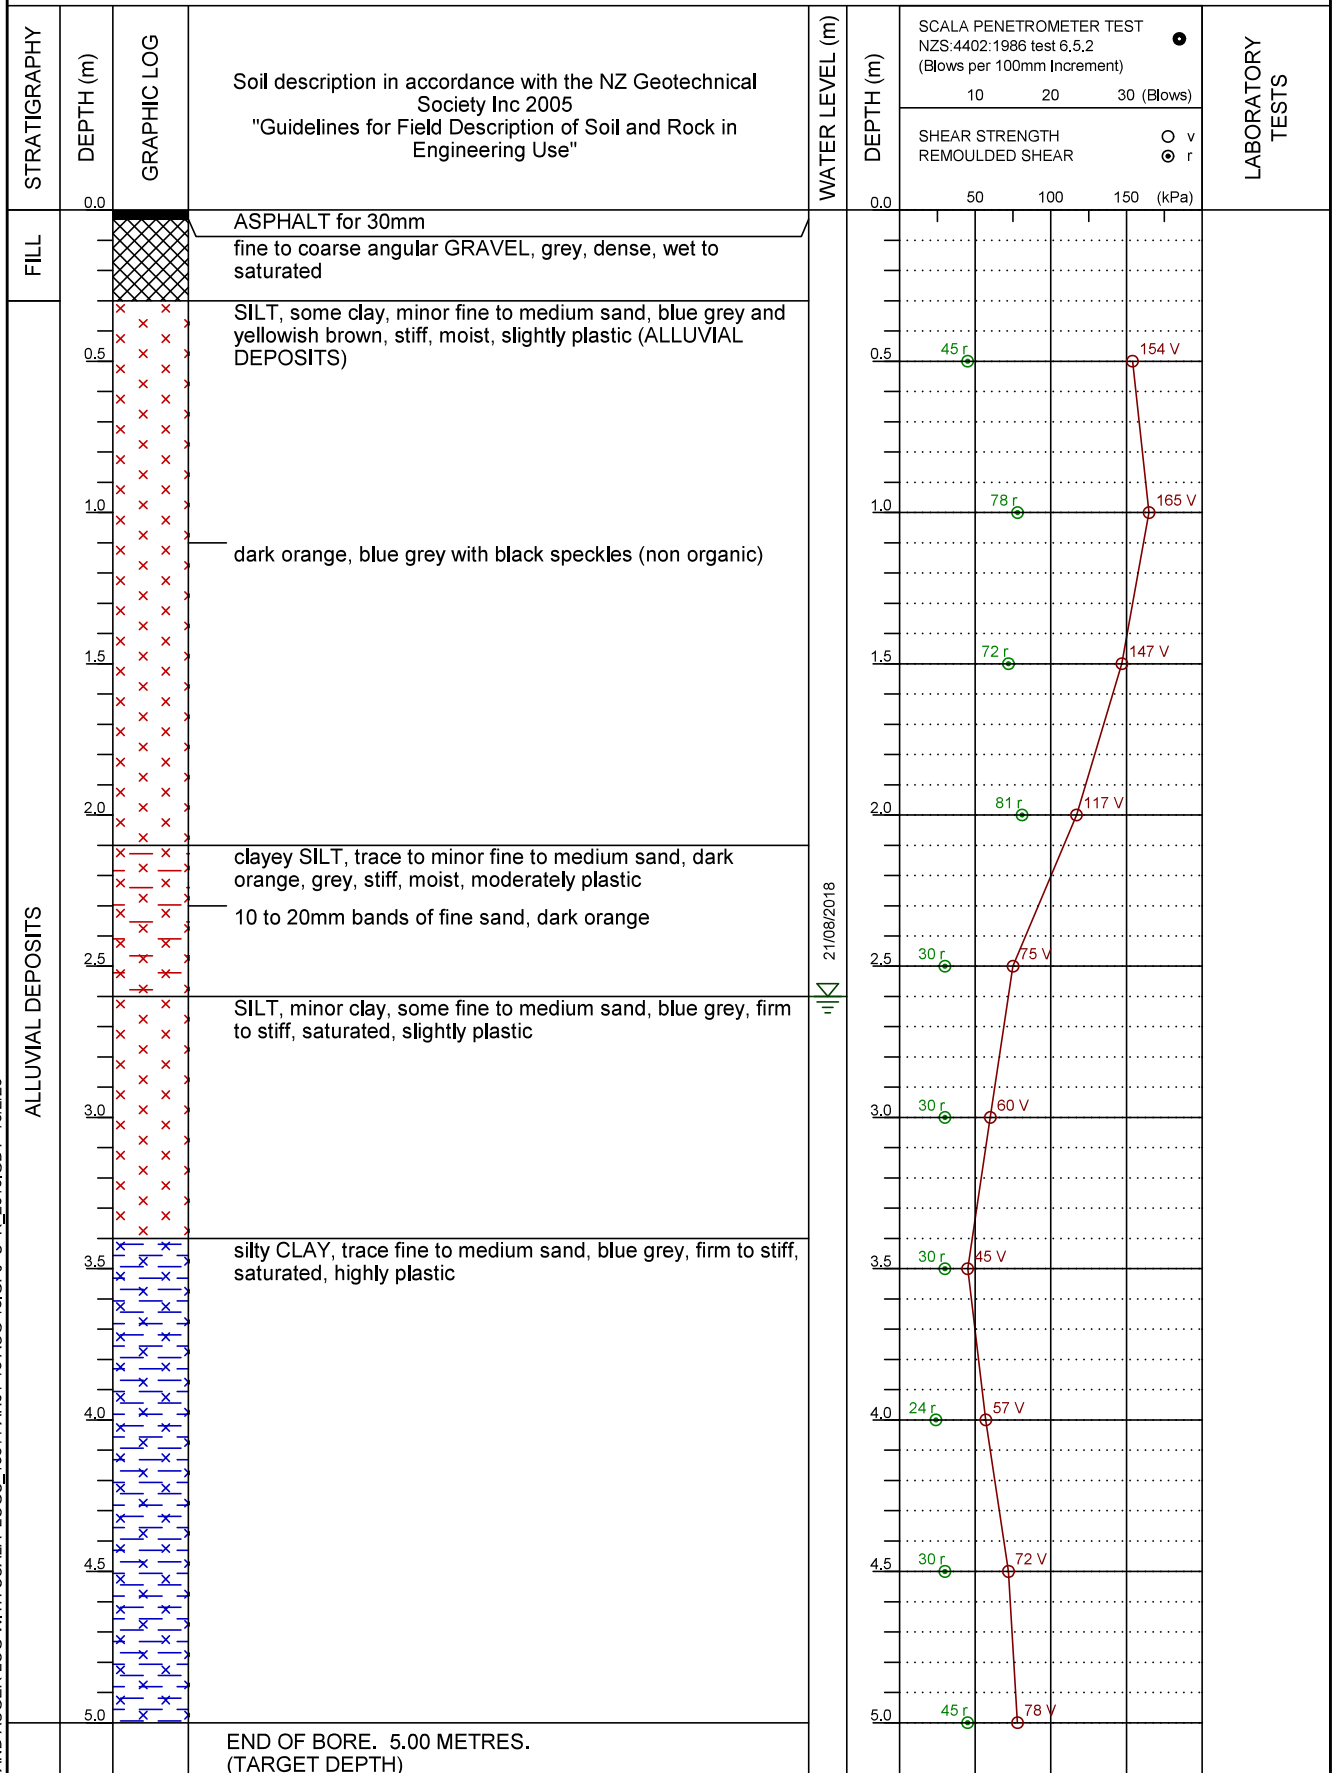 STRATIGRAPHY
DEPTH (m)
GRAPHIC LOG
Soil description in accordance with the NZ Geotechnical
Society Inc 2005
"Guidelines for Field Description of Soil and Rock in
Engineering Use"
WATER LEVEL (m)
DEPTH (m)
SCALA PENETROMETER TEST
NZS:4402:1986 test 6.5.2
(Blows per 100mm Increment)
10 20 30 (Blows)
SHEAR STRENGTH v
REMOULDED SHEAR r
50 100 150 (kPa)
LABORATORY
TESTS
0.0 0.0
FILL
ASPHALT for 30mm
fine to coarse angular GRAVEL, grey, dense, wet to
saturated
SILT, some clay, minor fine to medium sand, blue grey and
yellowish brown, stiff, moist, slightly plastic (ALLUVIAL
DEPOSITS)
0.5 0.5 45 r 154 V
1.0 1.0 78 r 165 V
dark orange, blue grey with black speckles (non organic)
1.5 1.5 72 r 147 V
2.0 2.0 81 r 117 V
clayey SILT, trace to minor fine to medium sand, dark
orange, grey, stiff, moist, moderately plastic
10 to 20mm bands of fine sand, dark orange
21/08/2018
ALLUVIAL DEPOSITS
2.5 2.5 30 r 75 V
SILT, minor clay, some fine to medium sand, blue grey, firm
to stiff, saturated, slightly plastic
3.0 3.0 30 r 60 V
silty CLAY, trace fine to medium sand, blue grey, firm to stiff,
saturated, highly plastic
3.5 3.5 30 r 45 V
4.0 4.0 24 r 57 V
4.5 4.5 30 r 72 V
5.0 5.0 45 r 78 V
END OF BORE. 5.00 METRES.
(TARGET DEPTH)